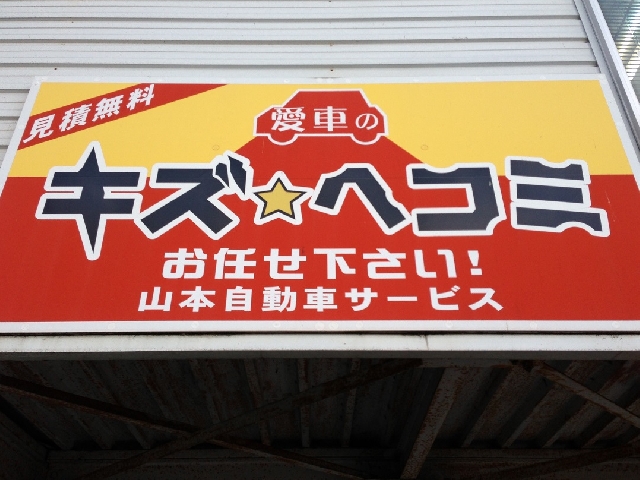 見積無料
愛車の
キズ☆ヘコミ
お任せ下さい!
山本自動車サービス